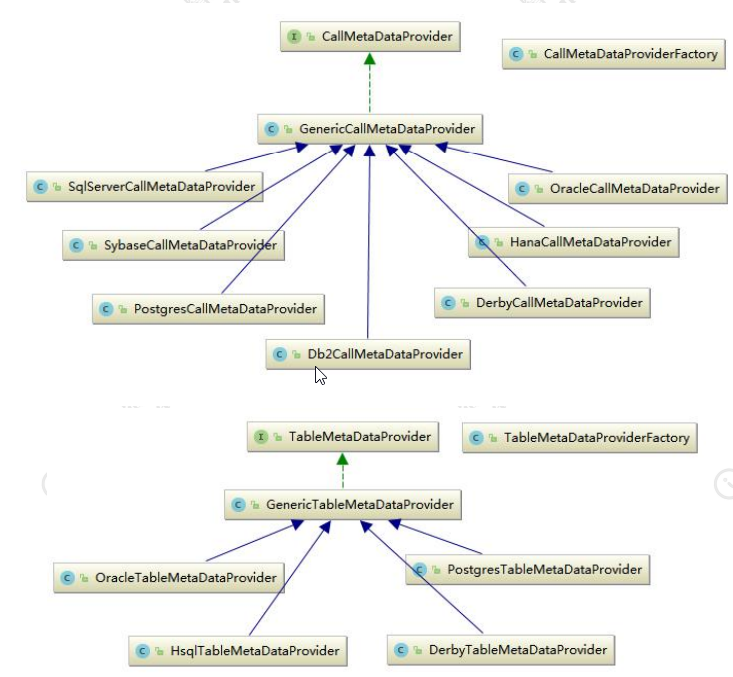 CallMetaDataProvider
CallMetaDataProviderFactory
GenericCallMetaDataProvider
SqlServerCallMetaDataProvider
OracleCallMetaDataProvider
SybaseCallMetaDataProvider
HanaCallMetaDataProvider
PostgresCallMetaDataProvider
DerbyCallMetaDataProvider
Db2CallMetaDataProvider
TableMetaDataProvider
TableMetaDataProviderFactory
GenericTableMetaDataProvider
OracleTableMetaDataProvider
PostgresTableMetaDataProvider
HsqlTableMetaDataProvider
DerbyTableMetaDataProvider